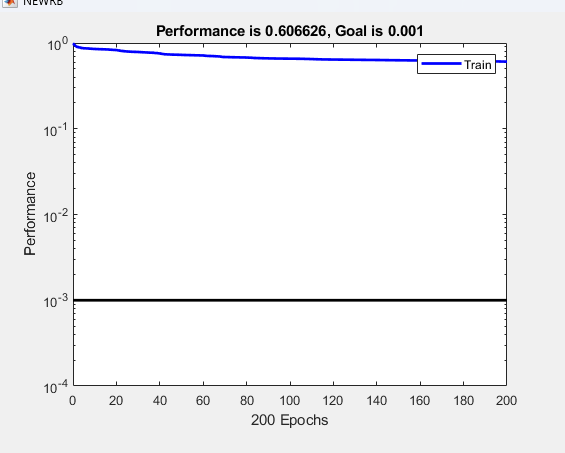 NEWRB
Performance is 0.606626, Goal is 0.001
10^0
Train
10^-1
10^-2
10^-3
10^-4
Performance
0 20 40 60 80 100 120 140 160 180 200
200 Epochs